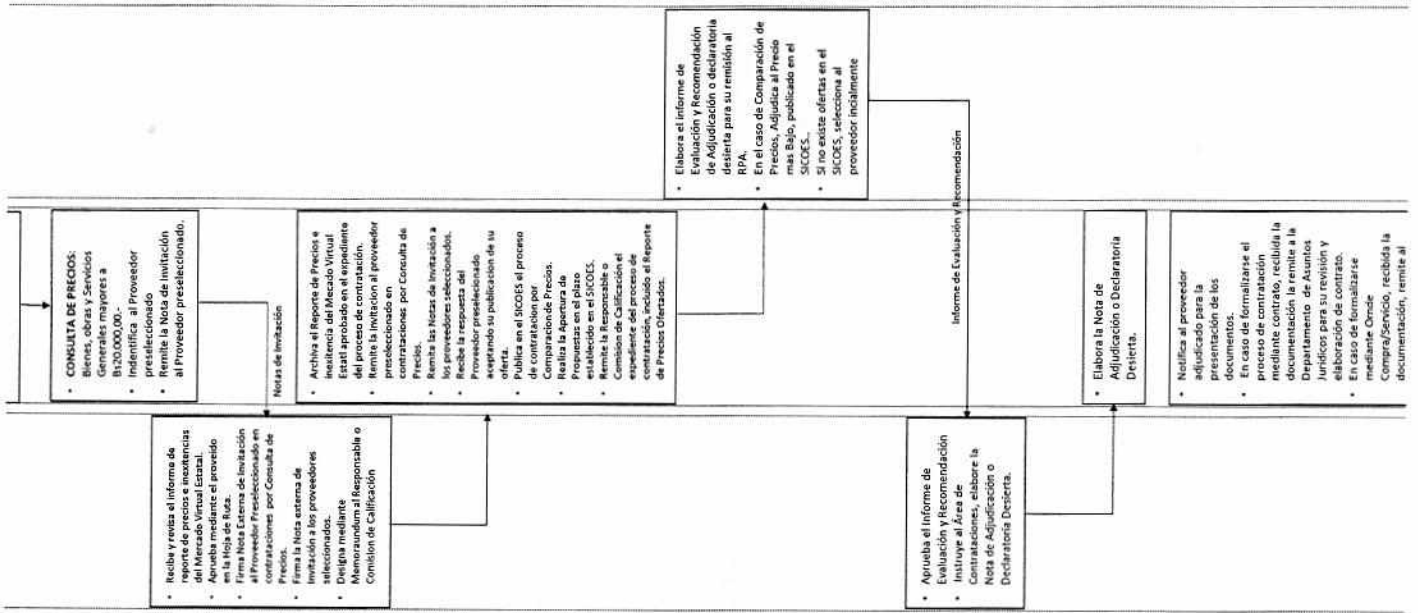 • CONSULTA DE PRECIOS:
Bienes, obras y Servicios
Generales mayores a
Bs20.000,00.-
• Indentifica al Proveedor
preseleccionado
• Remite la Nota de Invitación
al Proveedor preseleccionado.
Notas de Invitación
• Recibe y revisa el informe de
reporte de precios e inexitencias
del Mercado Virtual Estatal.
• Aprueba mediante el proveido
en la Hoja de Ruta.
• Firma Nota Externa de Invitación
al Proveedor Preseleccionado en
contrataciones por Consulta de
Precios.
• Firma la Nota externa de
Invitación a los proveedores
seleccionados.
• Designa mediante
Memoraundum al Responsable o
Comision de Calificación
• Archiva el Reporte de Precios e
inexitencia del Mecado Virtual
Estatl aprobado en el expediente
del proceso de contratación.
• Remite la Invitacion al proveedor
preseleccionado en
contrataciones por Consulta de
Precios.
• Remita las Notas de Invitación a
los proveedores seleccionados.
• Recibe la respuesta del
Proveedor preselecionado
aceptando su publicacion de su
oferta.
• Publica en el SICOES el proceso
de contratacion por
Comparacion de Precios.
• Realiza la Apertura de
Propuestas en el plazo
establecido en el SICOES.
• Remite la Responsable o
Comision de Calificación el
expediente del proceso de
contratación, incluido el Reporte
de Precios Ofertados.
• Elabora el informe de
Evaluación y Recomendación
de Adjudicación o declaratoria
desierta para su remisión al
RPA.
• En el caso de Comparación de
Precios, Adjudica al Precio
mas Bajo, publicado en el
SICOES..
• Si no existe ofertas en el
SICOES, selecciona al
proveedor incialmente
Informe de Evaluación y Recomendación
• Aprueba el Informe de
Evaluación y Recomendación
• Instruye al Área de
Contrataciones, elabore la
Nota de Adjudicación o
Declaratoria Desierta.
• Elabora la Nota de
Adjudicación o Declaratoria
Desierta.
• Notifica al proveedor
adjudicado para la
presentación de los
documentos.
• En caso de formalizarse el
proceso de contratación
mediante contrato, recibida la
documentación la remite a la
Departamento de Asuntos
Jurídicos para su revisión y
elaboración de contrato.
• En caso de formalizarse
mediante Ornde
Compra/Servicio, recibida la
documentación, remite al